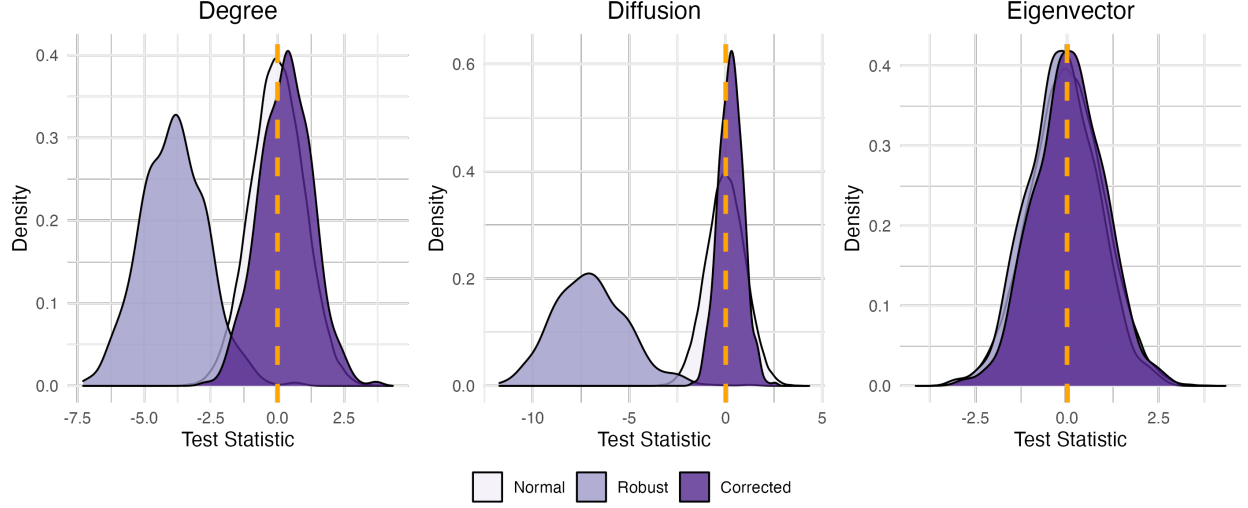 Degree
Diffusion
Eigenvector
Density
0.4
0.3
0.2
0.1
0.0
-7.5
-5.0
-2.5
0.0
2.5
Test Statistic
Density
0.6
0.4
0.2
0.0
-10
-5
0
5
Test Statistic
Density
0.4
0.3
0.2
0.1
0.0
-2.5
0.0
2.5
Test Statistic
Normal
Robust
Corrected